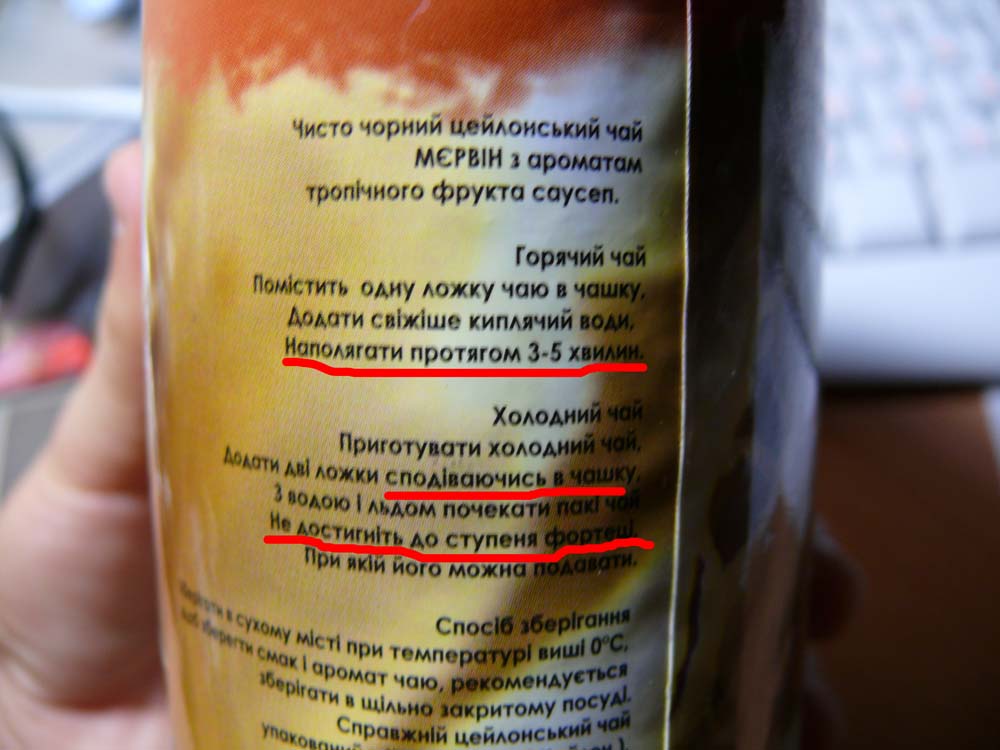 Чисто чорний цейлонський чай
МЄРВІН з ароматам
тропічного фрукта саусеп.
Горячий чай
Помістить одну ложку чаю в чашку,
Додати свіжіше киплячий води,
Наполягати протягом 3-5 хвилин.
Холодний чай
Приготувати холодний чай,
Додати дві ложки сподіваючись в чашку,
З водою і льдом почекати пакі чай
Не достигніть до ступеня фортеці.
При якій його можна подавати.
Спосіб зберігання
в сухому місті при температурі виші 0°C,
зберегти смак і аромат чаю, рекомендується
зберігати в щільно закритому посуді.
Справжній цейлонський чай
упакований